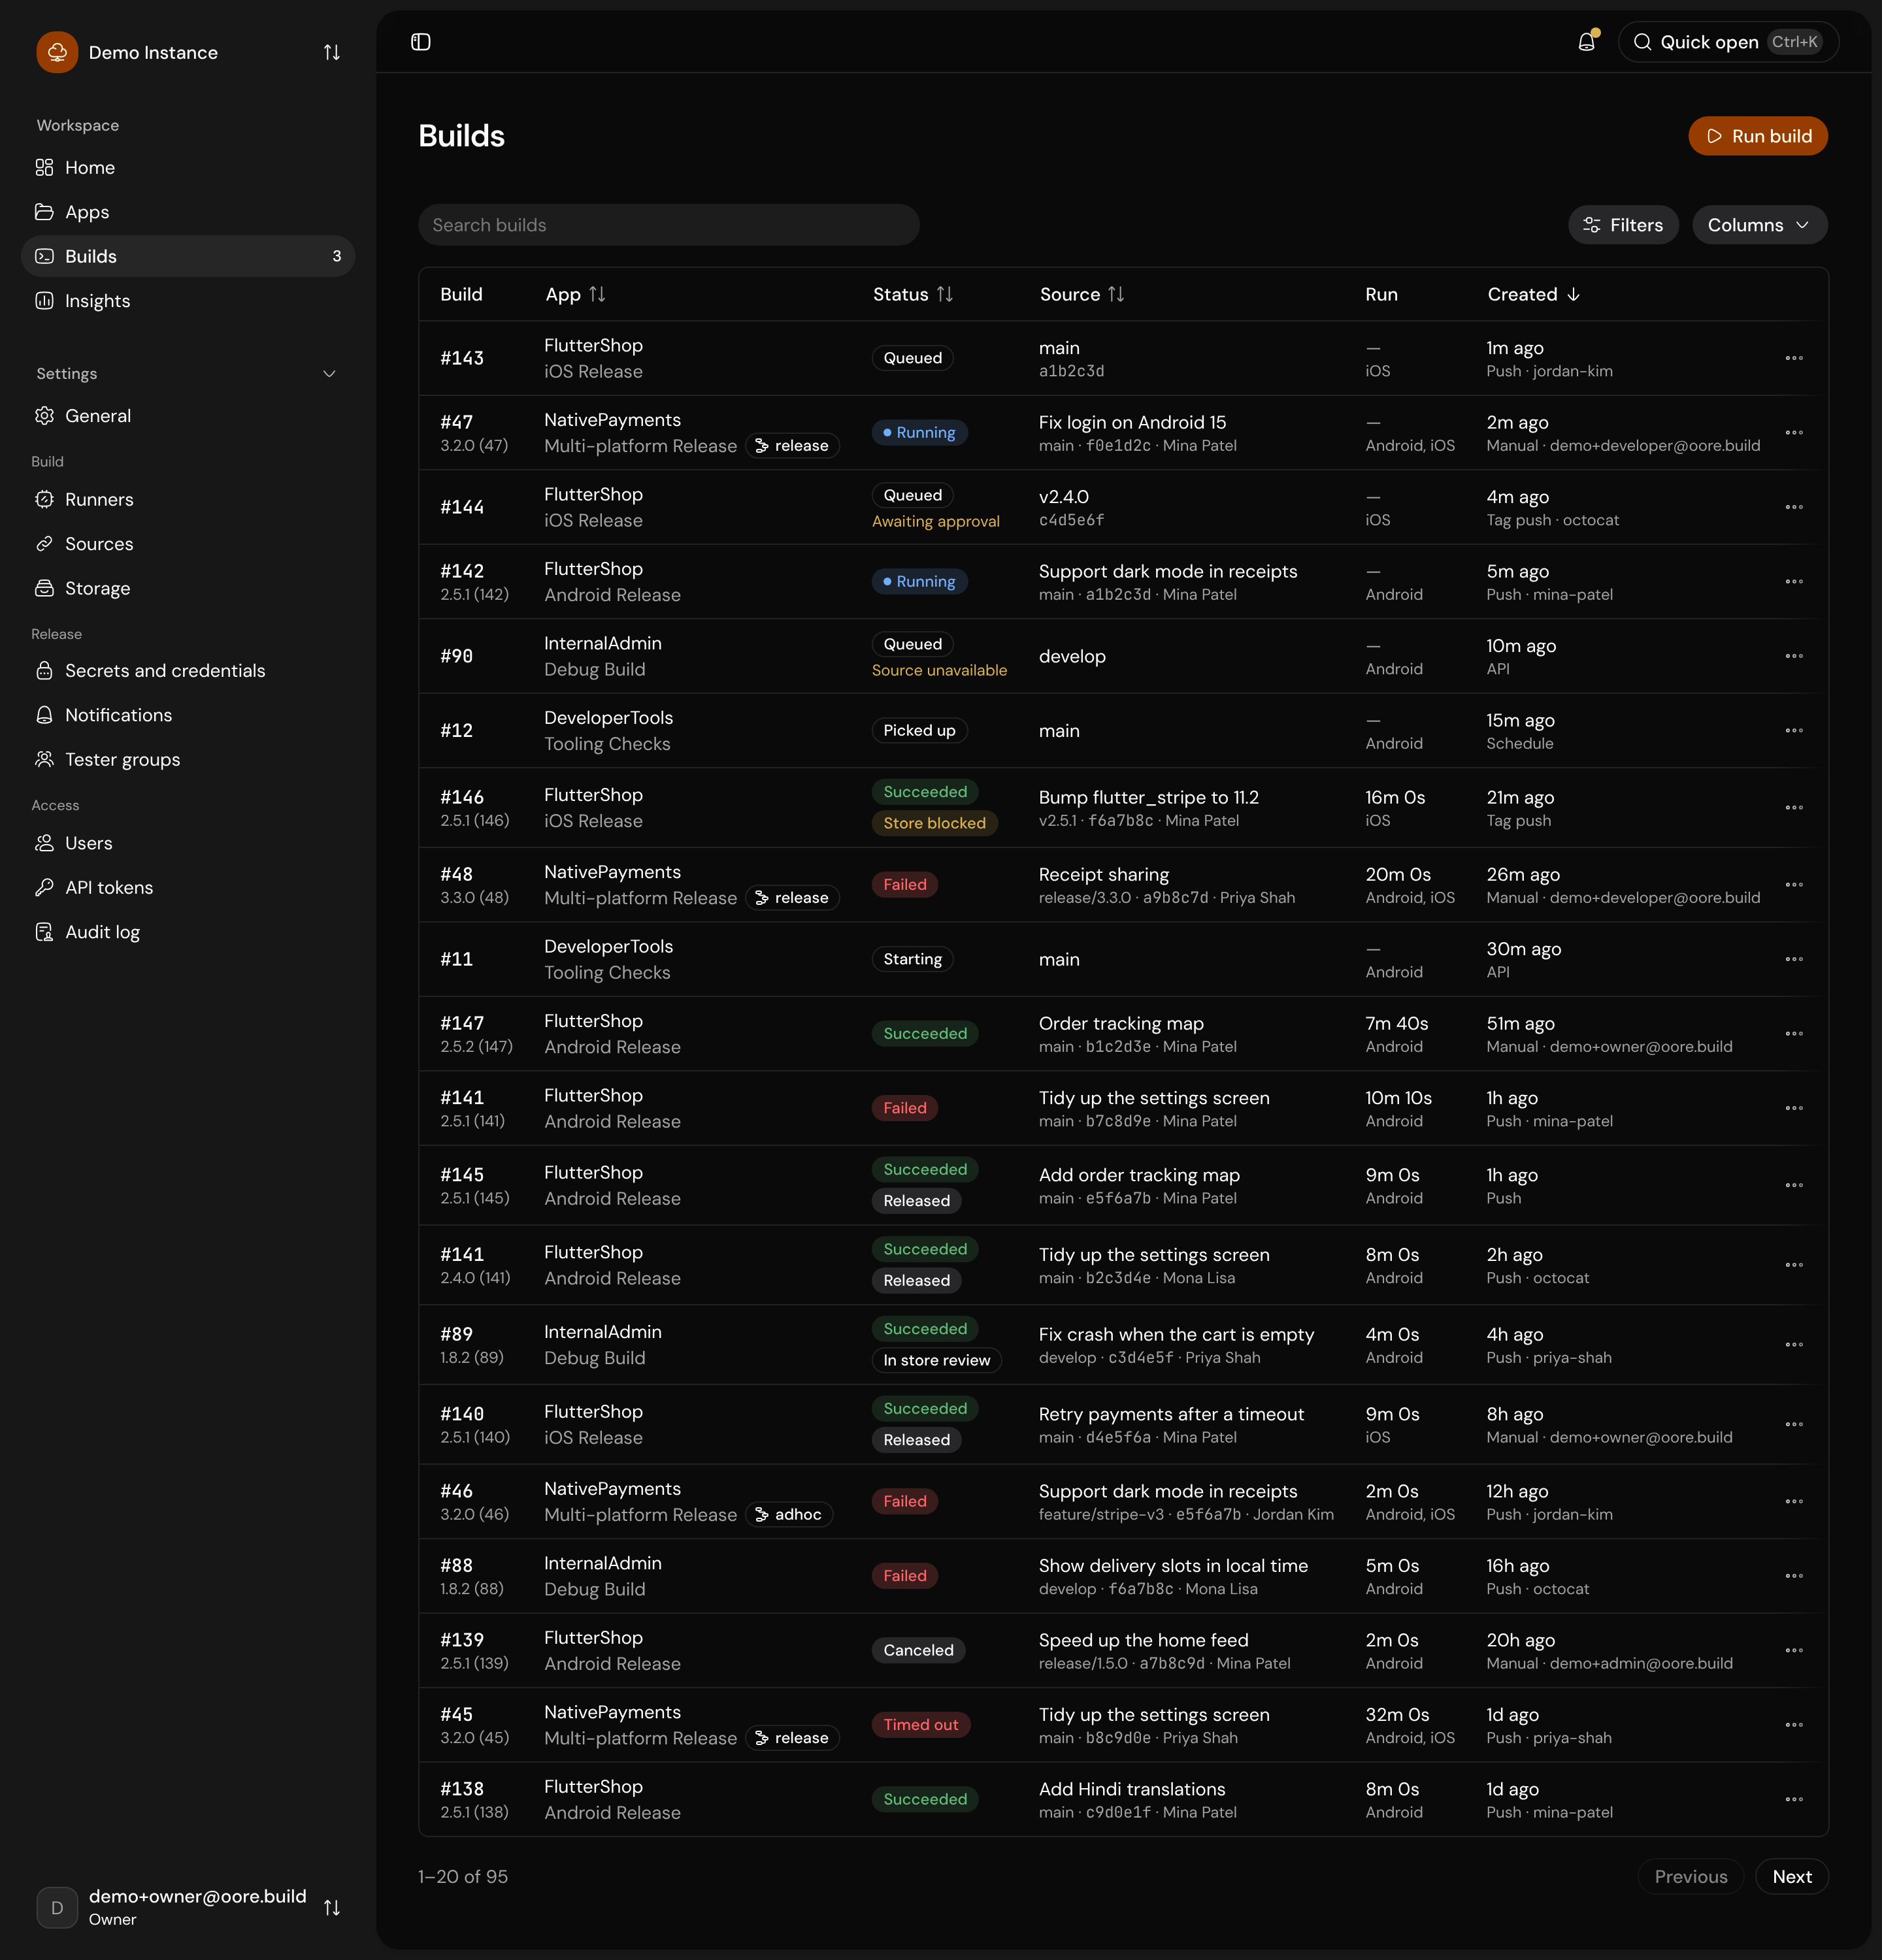 Demo Instance
Quick open Ctrl+K
Workspace
Home
Apps
Builds 3
Insights
Settings
General
Build
Runners
Sources
Storage
Release
Secrets and credentials
Notifications
Tester groups
Access
Users
API tokens
Audit log
D
demo+owner@oore.build
Owner
Builds
Run build
Search builds
Filters
Columns
Build App Status Source Run Created
#143
FlutterShop
iOS Release
Queued
main
a1b2c3d
—
iOS
1m ago
Push · jordan-kim
#47
3.2.0 (47)
NativePayments
Multi-platform Release release
Running
Fix login on Android 15
main · f0e1d2c · Mina Patel
—
Android, iOS
2m ago
Manual · demo+developer@oore.build
#144
FlutterShop
iOS Release
Queued
Awaiting approval
v2.4.0
c4d5e6f
—
iOS
4m ago
Tag push · octocat
#142
2.5.1 (142)
FlutterShop
Android Release
Running
Support dark mode in receipts
main · a1b2c3d · Mina Patel
—
Android
5m ago
Push · mina-patel
#90
InternalAdmin
Debug Build
Queued
Source unavailable
develop
—
Android
10m ago
API
#12
DeveloperTools
Tooling Checks
Picked up
main
—
Android
15m ago
Schedule
#146
2.5.1 (146)
FlutterShop
iOS Release
Succeeded
Store blocked
Bump flutter_stripe to 11.2
v2.5.1 · f6a7b8c · Mina Patel
16m 0s
iOS
21m ago
Tag push
#48
3.3.0 (48)
NativePayments
Multi-platform Release release
Failed
Receipt sharing
release/3.3.0 · a9b8c7d · Priya Shah
20m 0s
Android, iOS
26m ago
Manual · demo+developer@oore.build
#11
DeveloperTools
Tooling Checks
Starting
main
—
Android
30m ago
API
#147
2.5.2 (147)
FlutterShop
Android Release
Succeeded
Order tracking map
main · b1c2d3e · Mina Patel
7m 40s
Android
51m ago
Manual · demo+owner@oore.build
#141
2.5.1 (141)
FlutterShop
Android Release
Failed
Tidy up the settings screen
main · b7c8d9e · Mina Patel
10m 10s
Android
1h ago
Push · mina-patel
#145
2.5.1 (145)
FlutterShop
Android Release
Succeeded
Released
Add order tracking map
main · e5f6a7b · Mina Patel
9m 0s
Android
1h ago
Push
#141
2.4.0 (141)
FlutterShop
Android Release
Succeeded
Released
Tidy up the settings screen
main · b2c3d4e · Mona Lisa
8m 0s
Android
2h ago
Push · octocat
#89
1.8.2 (89)
InternalAdmin
Debug Build
Succeeded
In store review
Fix crash when the cart is empty
develop · c3d4e5f · Priya Shah
4m 0s
Android
4h ago
Push · priya-shah
#140
2.5.1 (140)
FlutterShop
iOS Release
Succeeded
Released
Retry payments after a timeout
main · d4e5f6a · Mina Patel
9m 0s
iOS
8h ago
Manual · demo+owner@oore.build
#46
3.2.0 (46)
NativePayments
Multi-platform Release adhoc
Failed
Support dark mode in receipts
feature/stripe-v3 · e5f6a7b · Jordan Kim
2m 0s
Android, iOS
12h ago
Push · jordan-kim
#88
1.8.2 (88)
InternalAdmin
Debug Build
Failed
Show delivery slots in local time
develop · f6a7b8c · Mona Lisa
5m 0s
Android
16h ago
Push · octocat
#139
2.5.1 (139)
FlutterShop
Android Release
Canceled
Speed up the home feed
release/1.5.0 · a7b8c9d · Mina Patel
2m 0s
Android
20h ago
Manual · demo+admin@oore.build
#45
3.2.0 (45)
NativePayments
Multi-platform Release release
Timed out
Tidy up the settings screen
main · b8c9d0e · Priya Shah
32m 0s
Android, iOS
1d ago
Push · priya-shah
#138
2.5.1 (138)
FlutterShop
Android Release
Succeeded
Add Hindi translations
main · c9d0e1f · Mina Patel
8m 0s
Android
1d ago
Push · mina-patel
1–20 of 95
Previous
Next